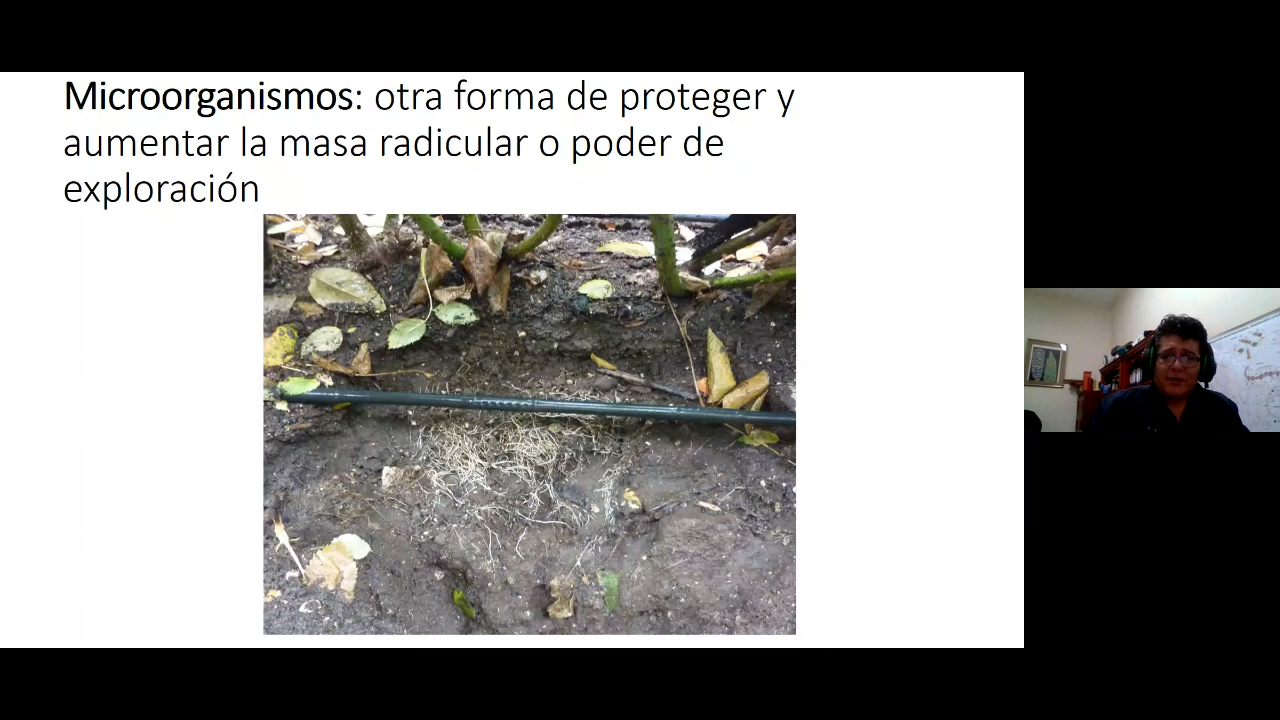 Microorganismos: otra forma de proteger y
aumentar la masa radicular o poder de
exploración